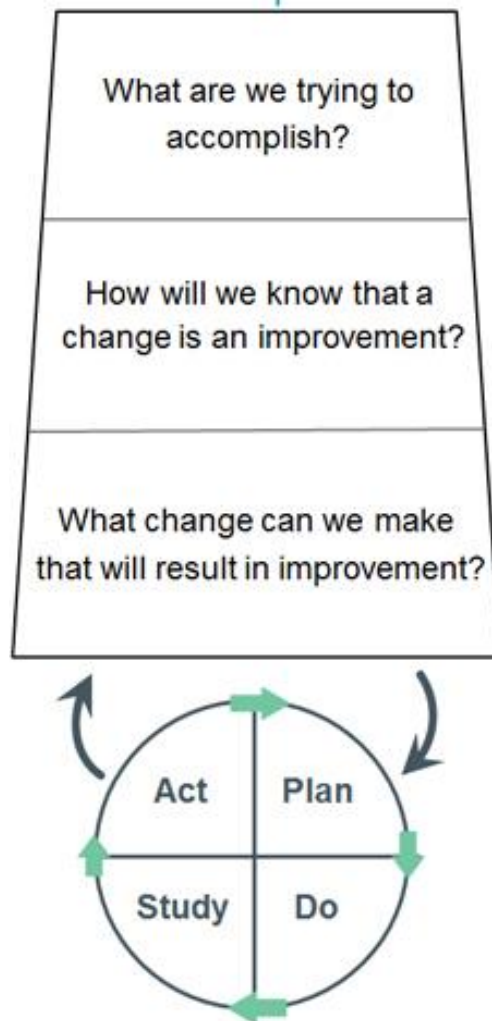 What are we trying to
accomplish?
How will we know that a
change is an improvement?
What change can we make
that will result in improvement?
Act
Plan
Study
Do